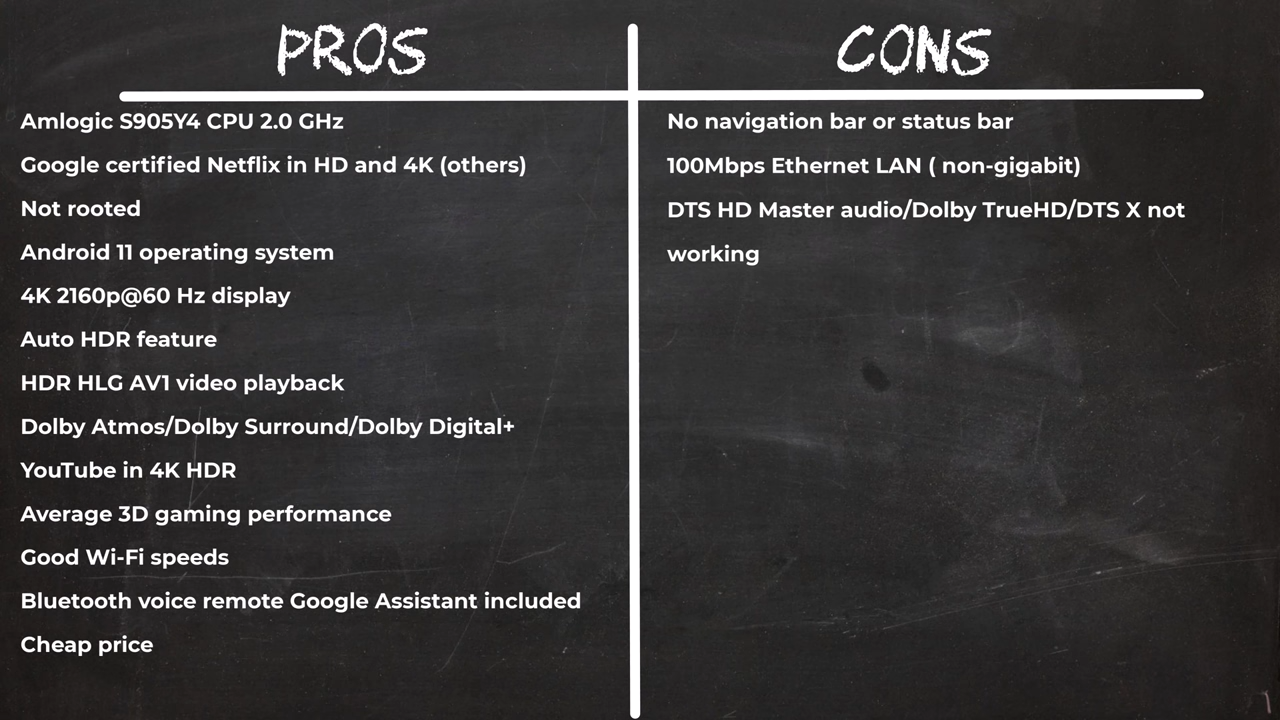 PROS
Amlogic S905Y4 CPU 2.0 GHz
Google certified Netflix in HD and 4K (others)
Not rooted
Android 11 operating system
4K 2160p@60 Hz display
Auto HDR feature
HDR HLG AV1 video playback
Dolby Atmos/Dolby Surround/Dolby Digital+
YouTube in 4K HDR
Average 3D gaming performance
Good Wi-Fi speeds
Bluetooth voice remote Google Assistant included
Cheap price
CONS
No navigation bar or status bar
100Mbps Ethernet LAN ( non-gigabit)
DTS HD Master audio/Dolby TrueHD/DTS X not
working